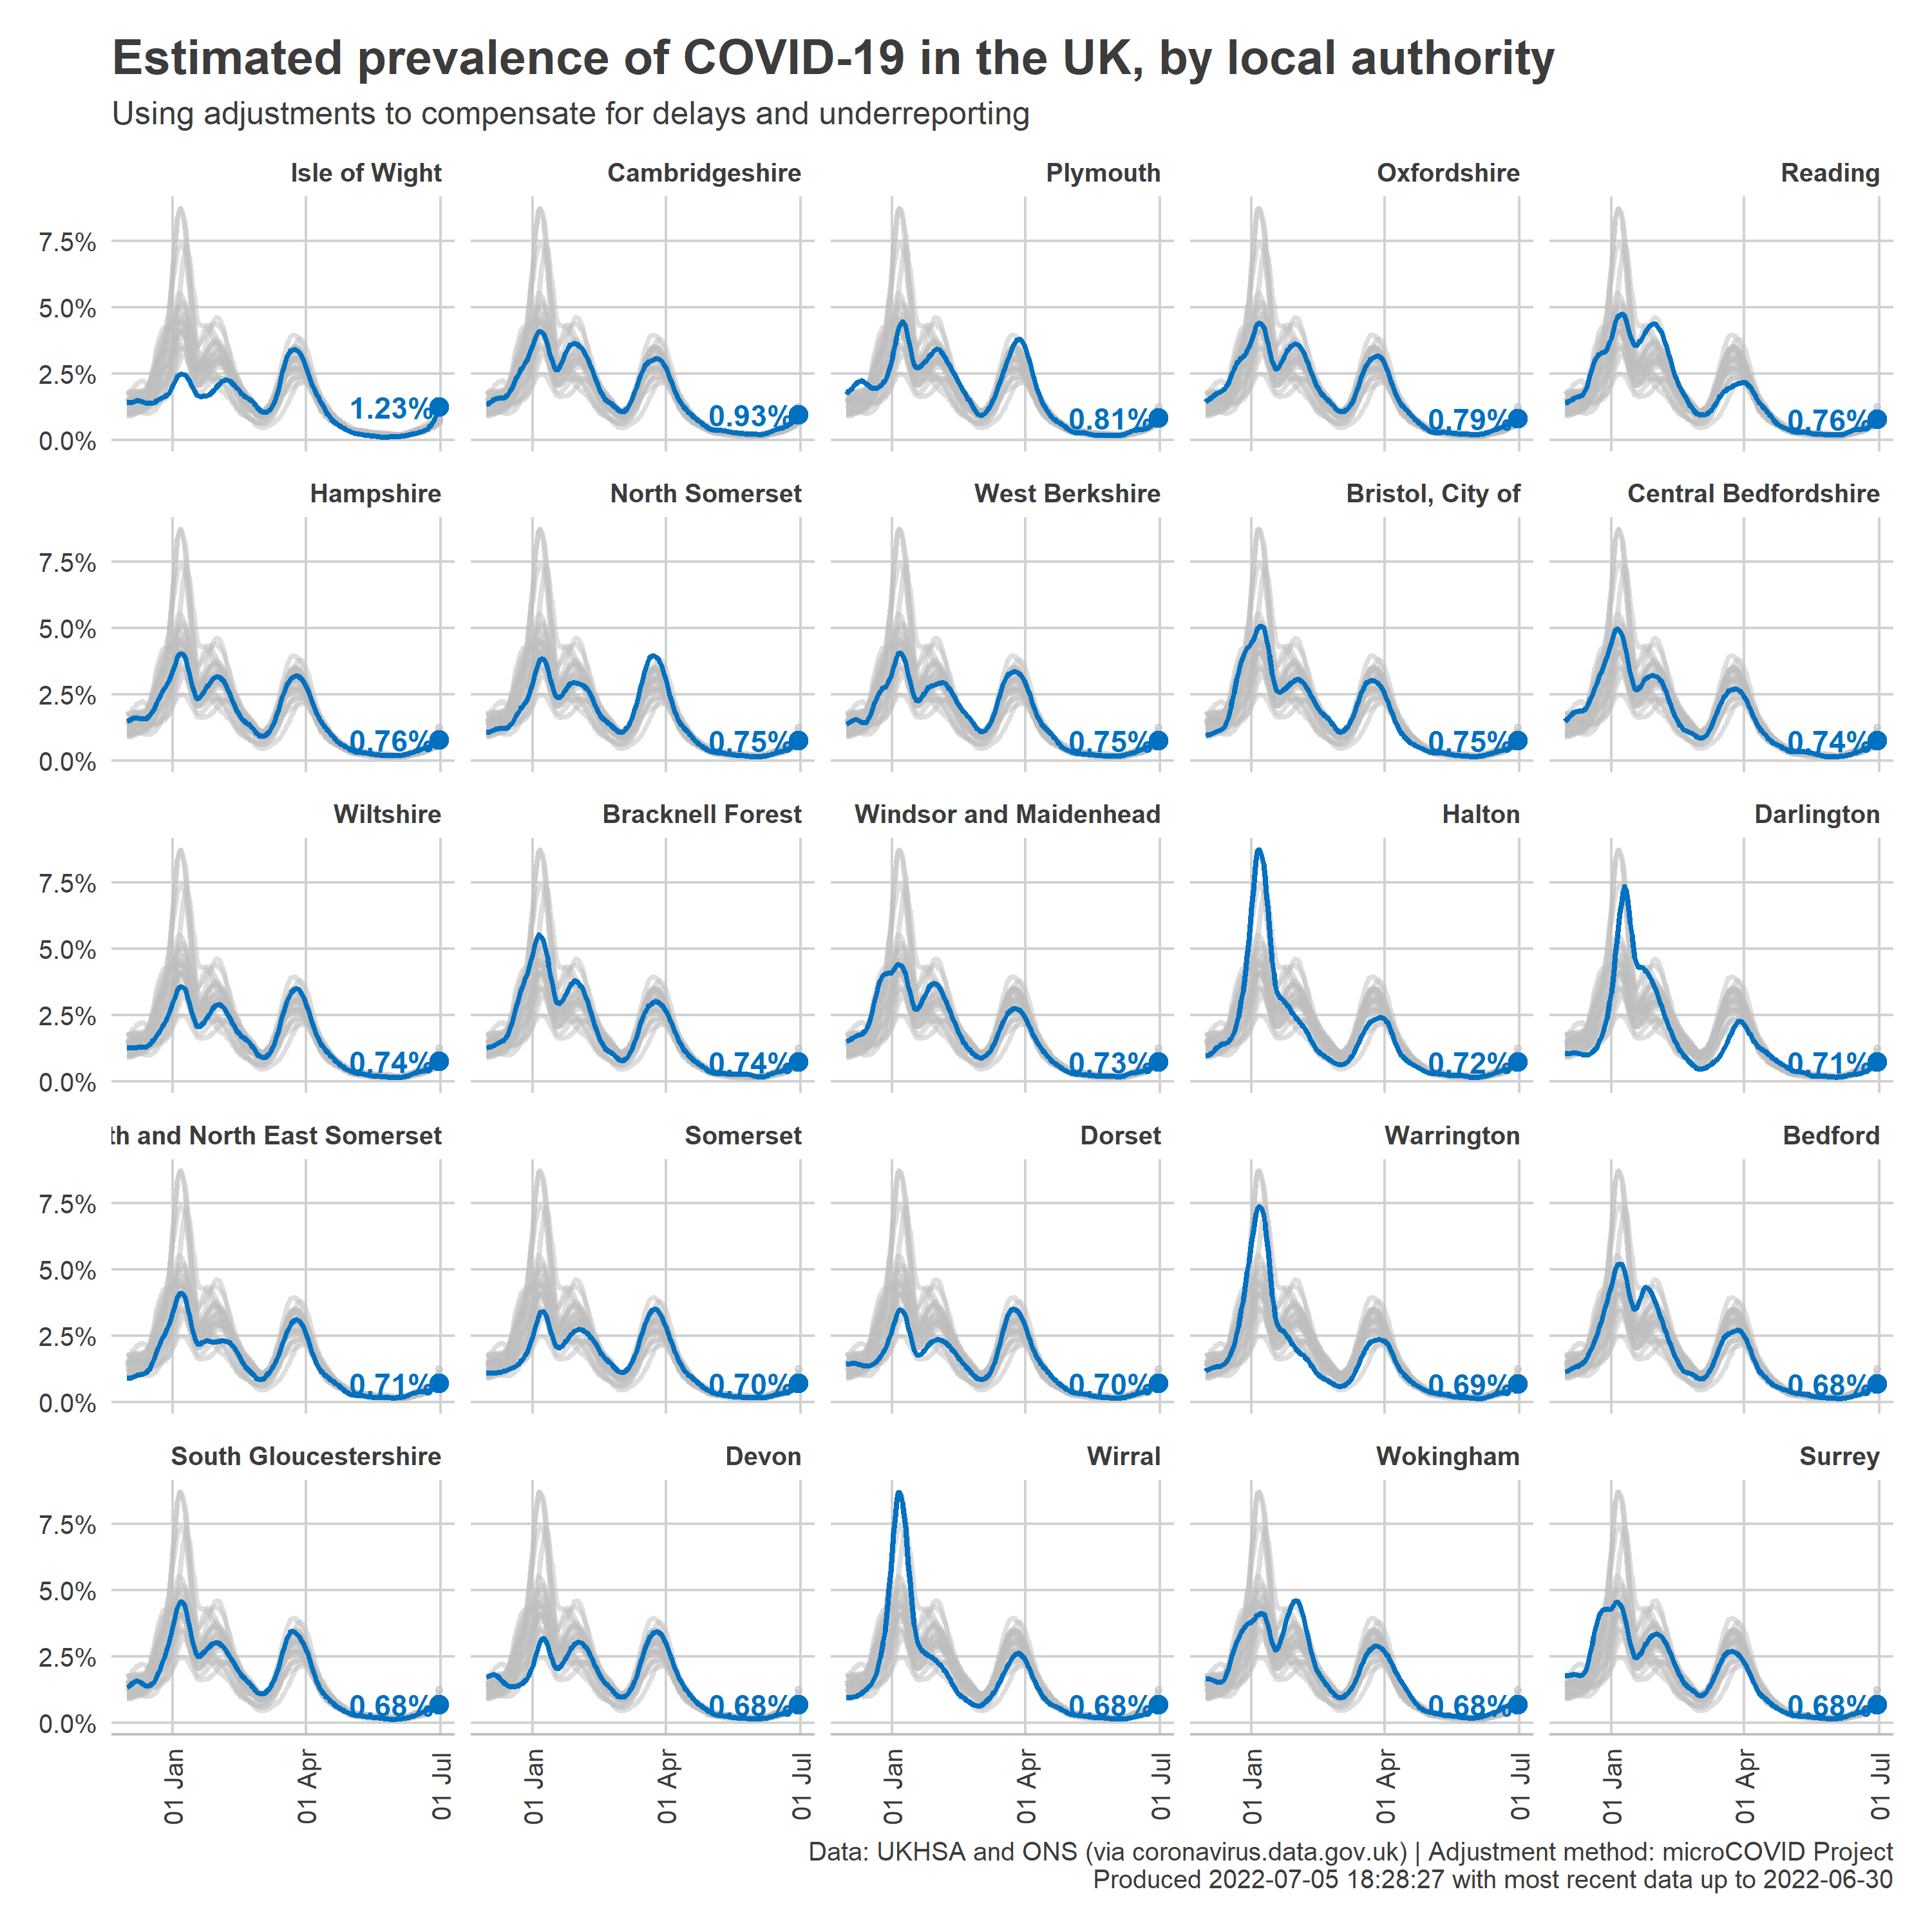 Estimated prevalence of COVID-19 in the UK, by local authority
Using adjustments to compensate for delays and underreporting
Isle of Wight Cambridgeshire Plymouth Oxfordshire Reading
7.5%
5.0%
2.5%
0.0%
1.23% 0.93% 0.81% 0.79% 0.76%
Hampshire North Somerset West Berkshire Bristol, City of Central Bedfordshire
7.5%
5.0%
2.5%
0.0%
0.76% 0.75% 0.75% 0.75% 0.74%
Wiltshire Bracknell Forest Windsor and Maidenhead Halton Darlington
7.5%
5.0%
2.5%
0.0%
0.74% 0.74% 0.73% 0.72% 0.71%
th and North East Somerset Somerset Dorset Warrington Bedford
7.5%
5.0%
2.5%
0.0%
0.71% 0.70% 0.70% 0.69% 0.68%
South Gloucestershire Devon Wirral Wokingham Surrey
7.5%
5.0%
2.5%
0.0%
0.68% 0.68% 0.68% 0.68% 0.68%
01 Jan 01 Apr 01 Jul 01 Jan 01 Apr 01 Jul 01 Jan 01 Apr 01 Jul 01 Jan 01 Apr 01 Jul 01 Jan 01 Apr 01 Jul
Data: UKHSA and ONS (via coronavirus.data.gov.uk) | Adjustment method: microCOVID Project
Produced 2022-07-05 18:28:27 with most recent data up to 2022-06-30